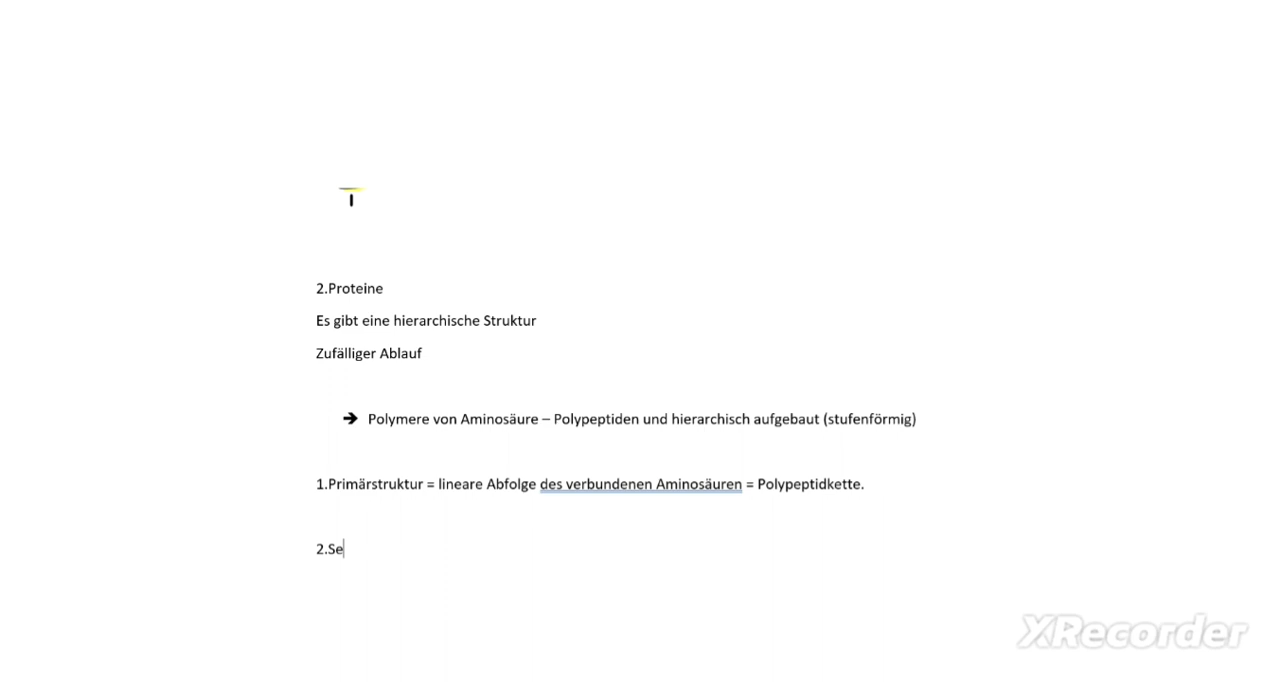 2.Proteine
Es gibt eine hierarchische Struktur
Zufälliger Ablauf
➔ Polymere von Aminosäure – Polypeptiden und hierarchisch aufgebaut (stufenförmig)
1.Primärstruktur = lineare Abfolge des verbundenen Aminosäuren = Polypeptidkette.
2.Se
XRecorder